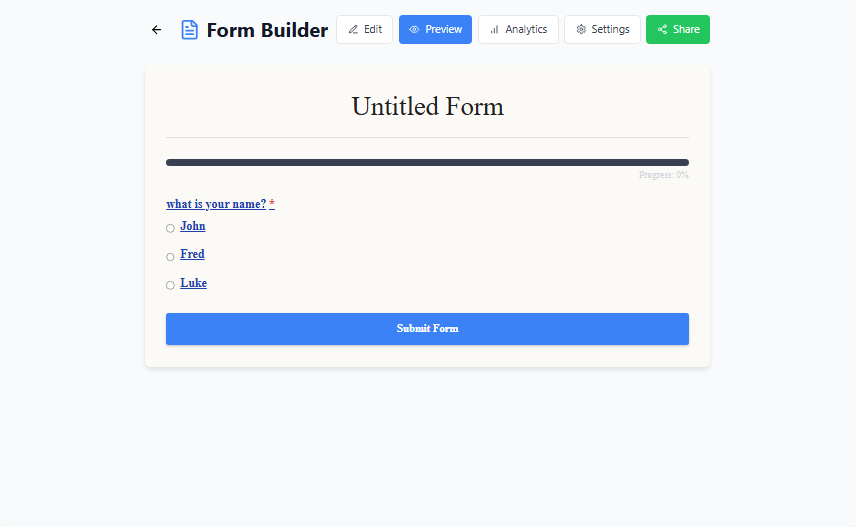 Form Builder Edit Preview Analytics Settings Share
Untitled Form
Progress: 0%
what is your name? *
John
Fred
Luke
Submit Form